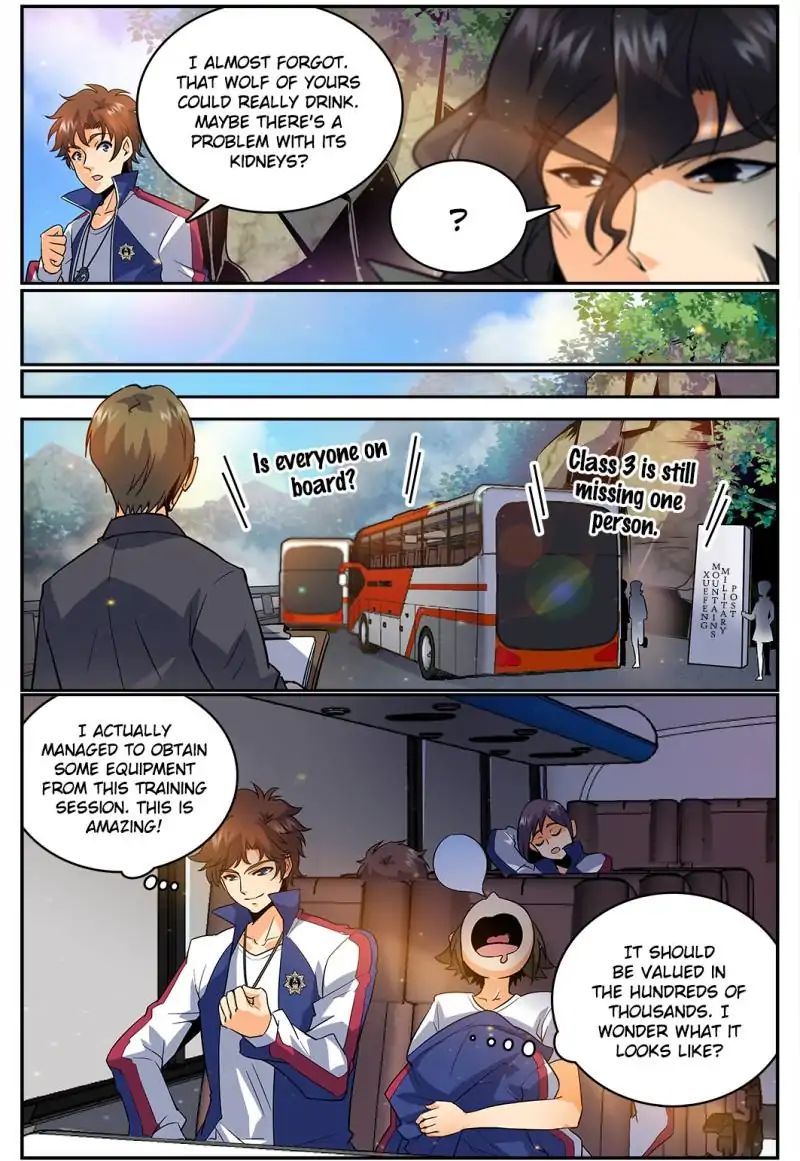 I ALMOST FORGOT.
THAT WOLF OF YOURS
COULD REALLY DRINK.
MAYBE THERE'S A
PROBLEM WITH ITS
KIDNEYS?
?
Is everyone on
board?
Class 3 is still
missing one
person.
XUEFENG
MOUNTAINS
MILITARY
POST
I ACTUALLY
MANAGED TO OBTAIN
SOME EQUIPMENT
FROM THIS TRAINING
SESSION. THIS IS
AMAZING!
IT SHOULD
BE VALUED IN
THE HUNDREDS OF
THOUSANDS. I
WONDER WHAT IT
LOOKS LIKE?